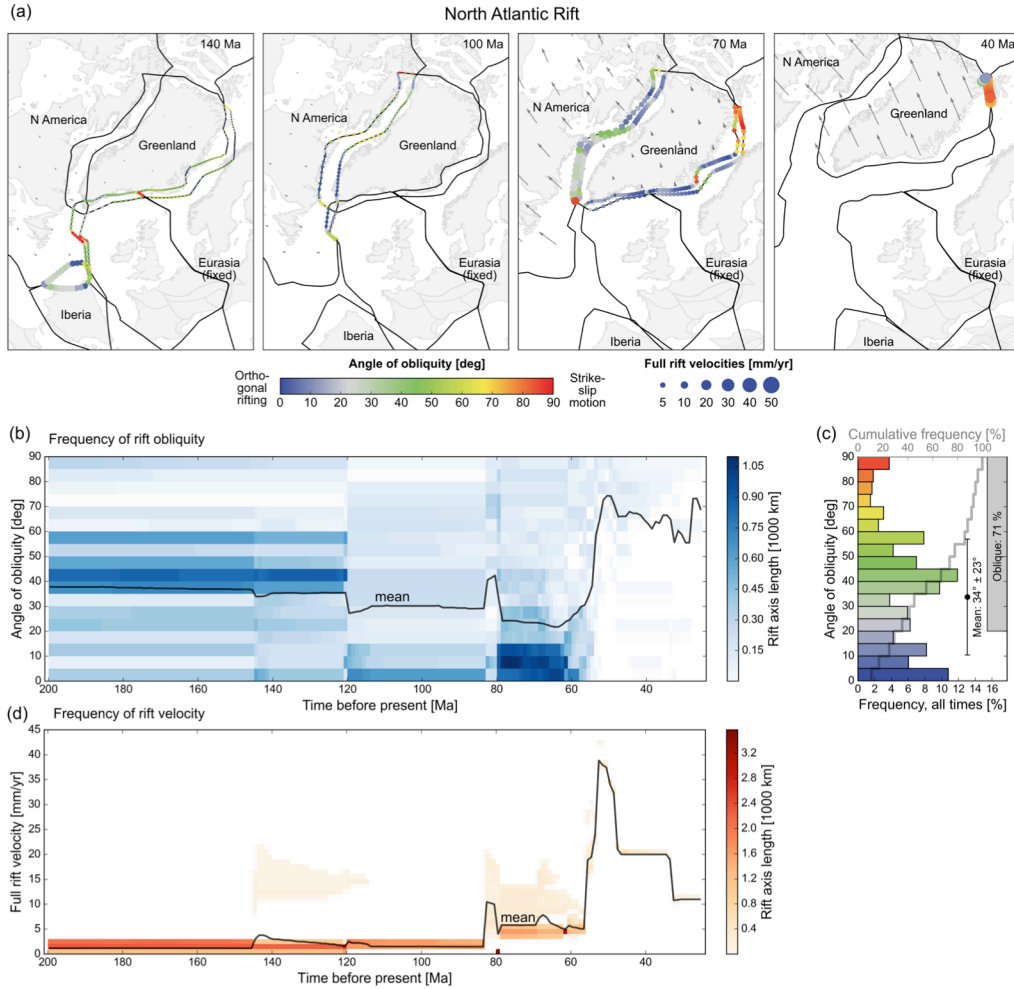 (a)
North Atlantic Rift
140 Ma
N America
Greenland
Eurasia
(fixed)
Iberia
100 Ma
N America
Greenland
Eurasia
(fixed)
Iberia
70 Ma
N America
Greenland
Eurasia
(fixed)
Iberia
40 Ma
N America
Greenland
Eurasia
(fixed)
Iberia
Angle of obliquity [deg]
Ortho-
gonal
rifting
0 10 20 30 40 50 60 70 80 90
Strike-
slip
motion
Full rift velocities [mm/yr]
5 10 20 30 40 50
(b)
Frequency of rift obliquity
Angle of obliquity [deg]
90
80
70
60
50
40
30
20
10
0
mean
200 180 160 140 120 100 80 60 40
Time before present [Ma]
1.05
0.90
0.75
0.60
0.45
0.30
0.15
Rift axis length [1000 km]
(c)
Cumulative frequency [%]
0 20 40 60 80 100
Angle of obliquity [deg]
90
80
70
60
50
40
30
20
10
0
Mean: 34° ± 23°
Oblique: 71 %
0 2 4 6 8 10 12 14 16
Frequency, all times [%]
(d)
Frequency of rift velocity
Full rift velocity [mm/yr]
45
40
35
30
25
20
15
10
5
0
mean
200 180 160 140 120 100 80 60 40
Time before present [Ma]
3.2
2.8
2.4
2.0
1.6
1.2
0.8
0.4
Rift axis length [1000 km]